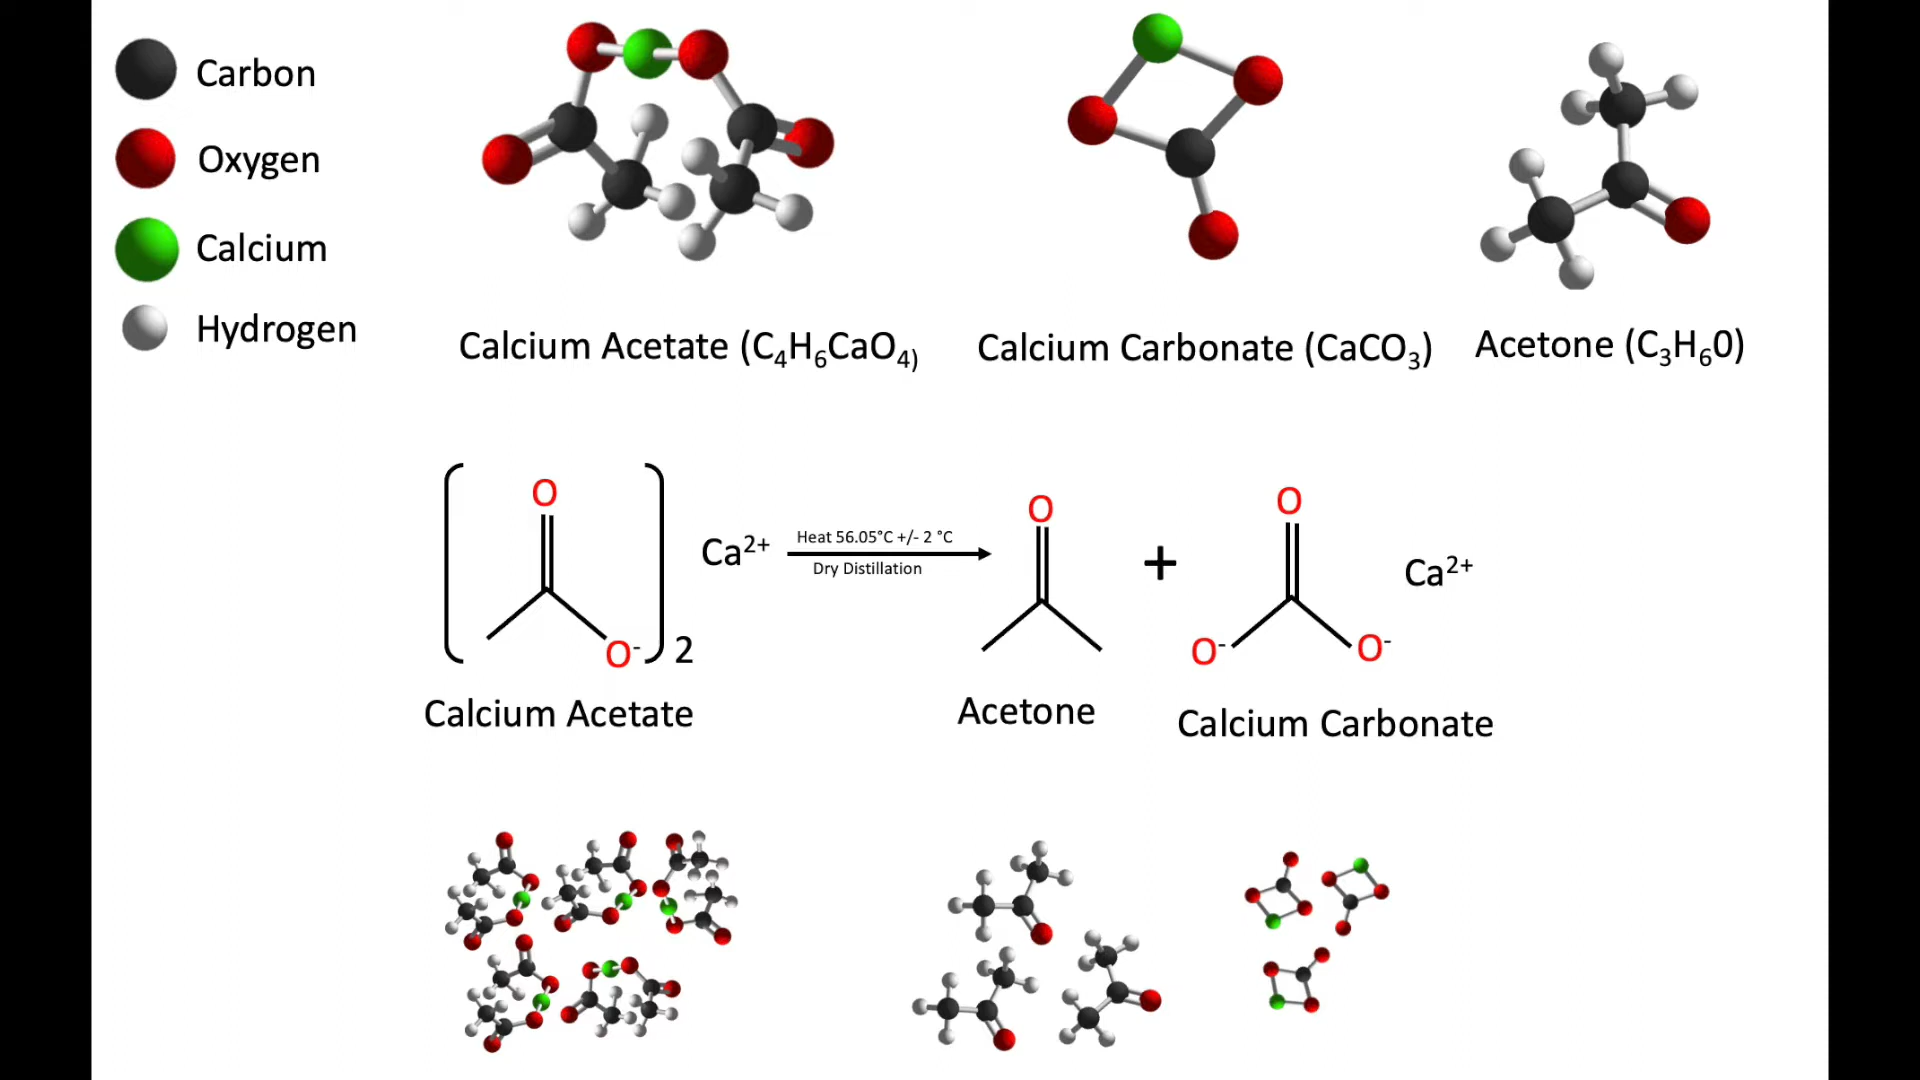 Carbon
Oxygen
Calcium
Hydrogen
Calcium Acetate (C₄H₆CaO₄₎
Calcium Carbonate (CaCO₃)
Acetone (C₃H₆0)
O
O⁻
2
Ca²⁺
Heat 56.05°C +/- 2 °C
Dry Distillation
O
+
O
O⁻
O⁻
Ca²⁺
Calcium Acetate
Acetone
Calcium Carbonate